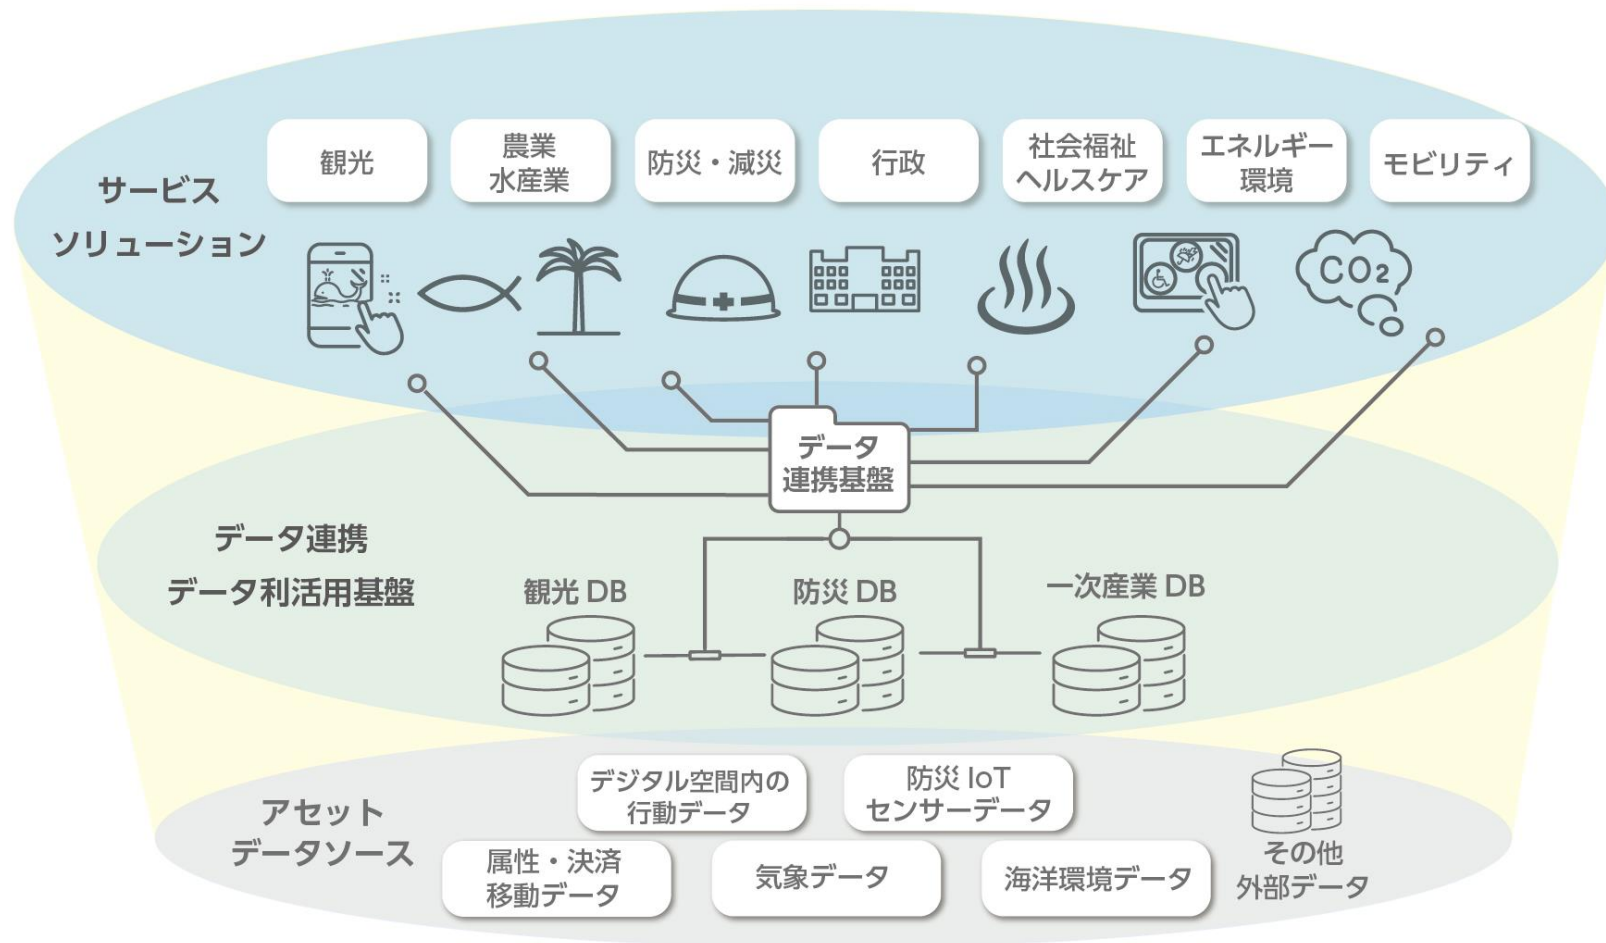 観光
農業
水産業
防災・減災
行政
社会福祉
ヘルスケア
エネルギー
環境
モビリティ
サービス
ソリューション
CO2
データ
連携基盤
データ連携
データ利活用基盤
観光 DB
防災 DB
一次産業 DB
アセット
データソース
デジタル空間内の
行動データ
防災 IoT
センサーデータ
属性・決済
移動データ
気象データ
海洋環境データ
その他
外部データ